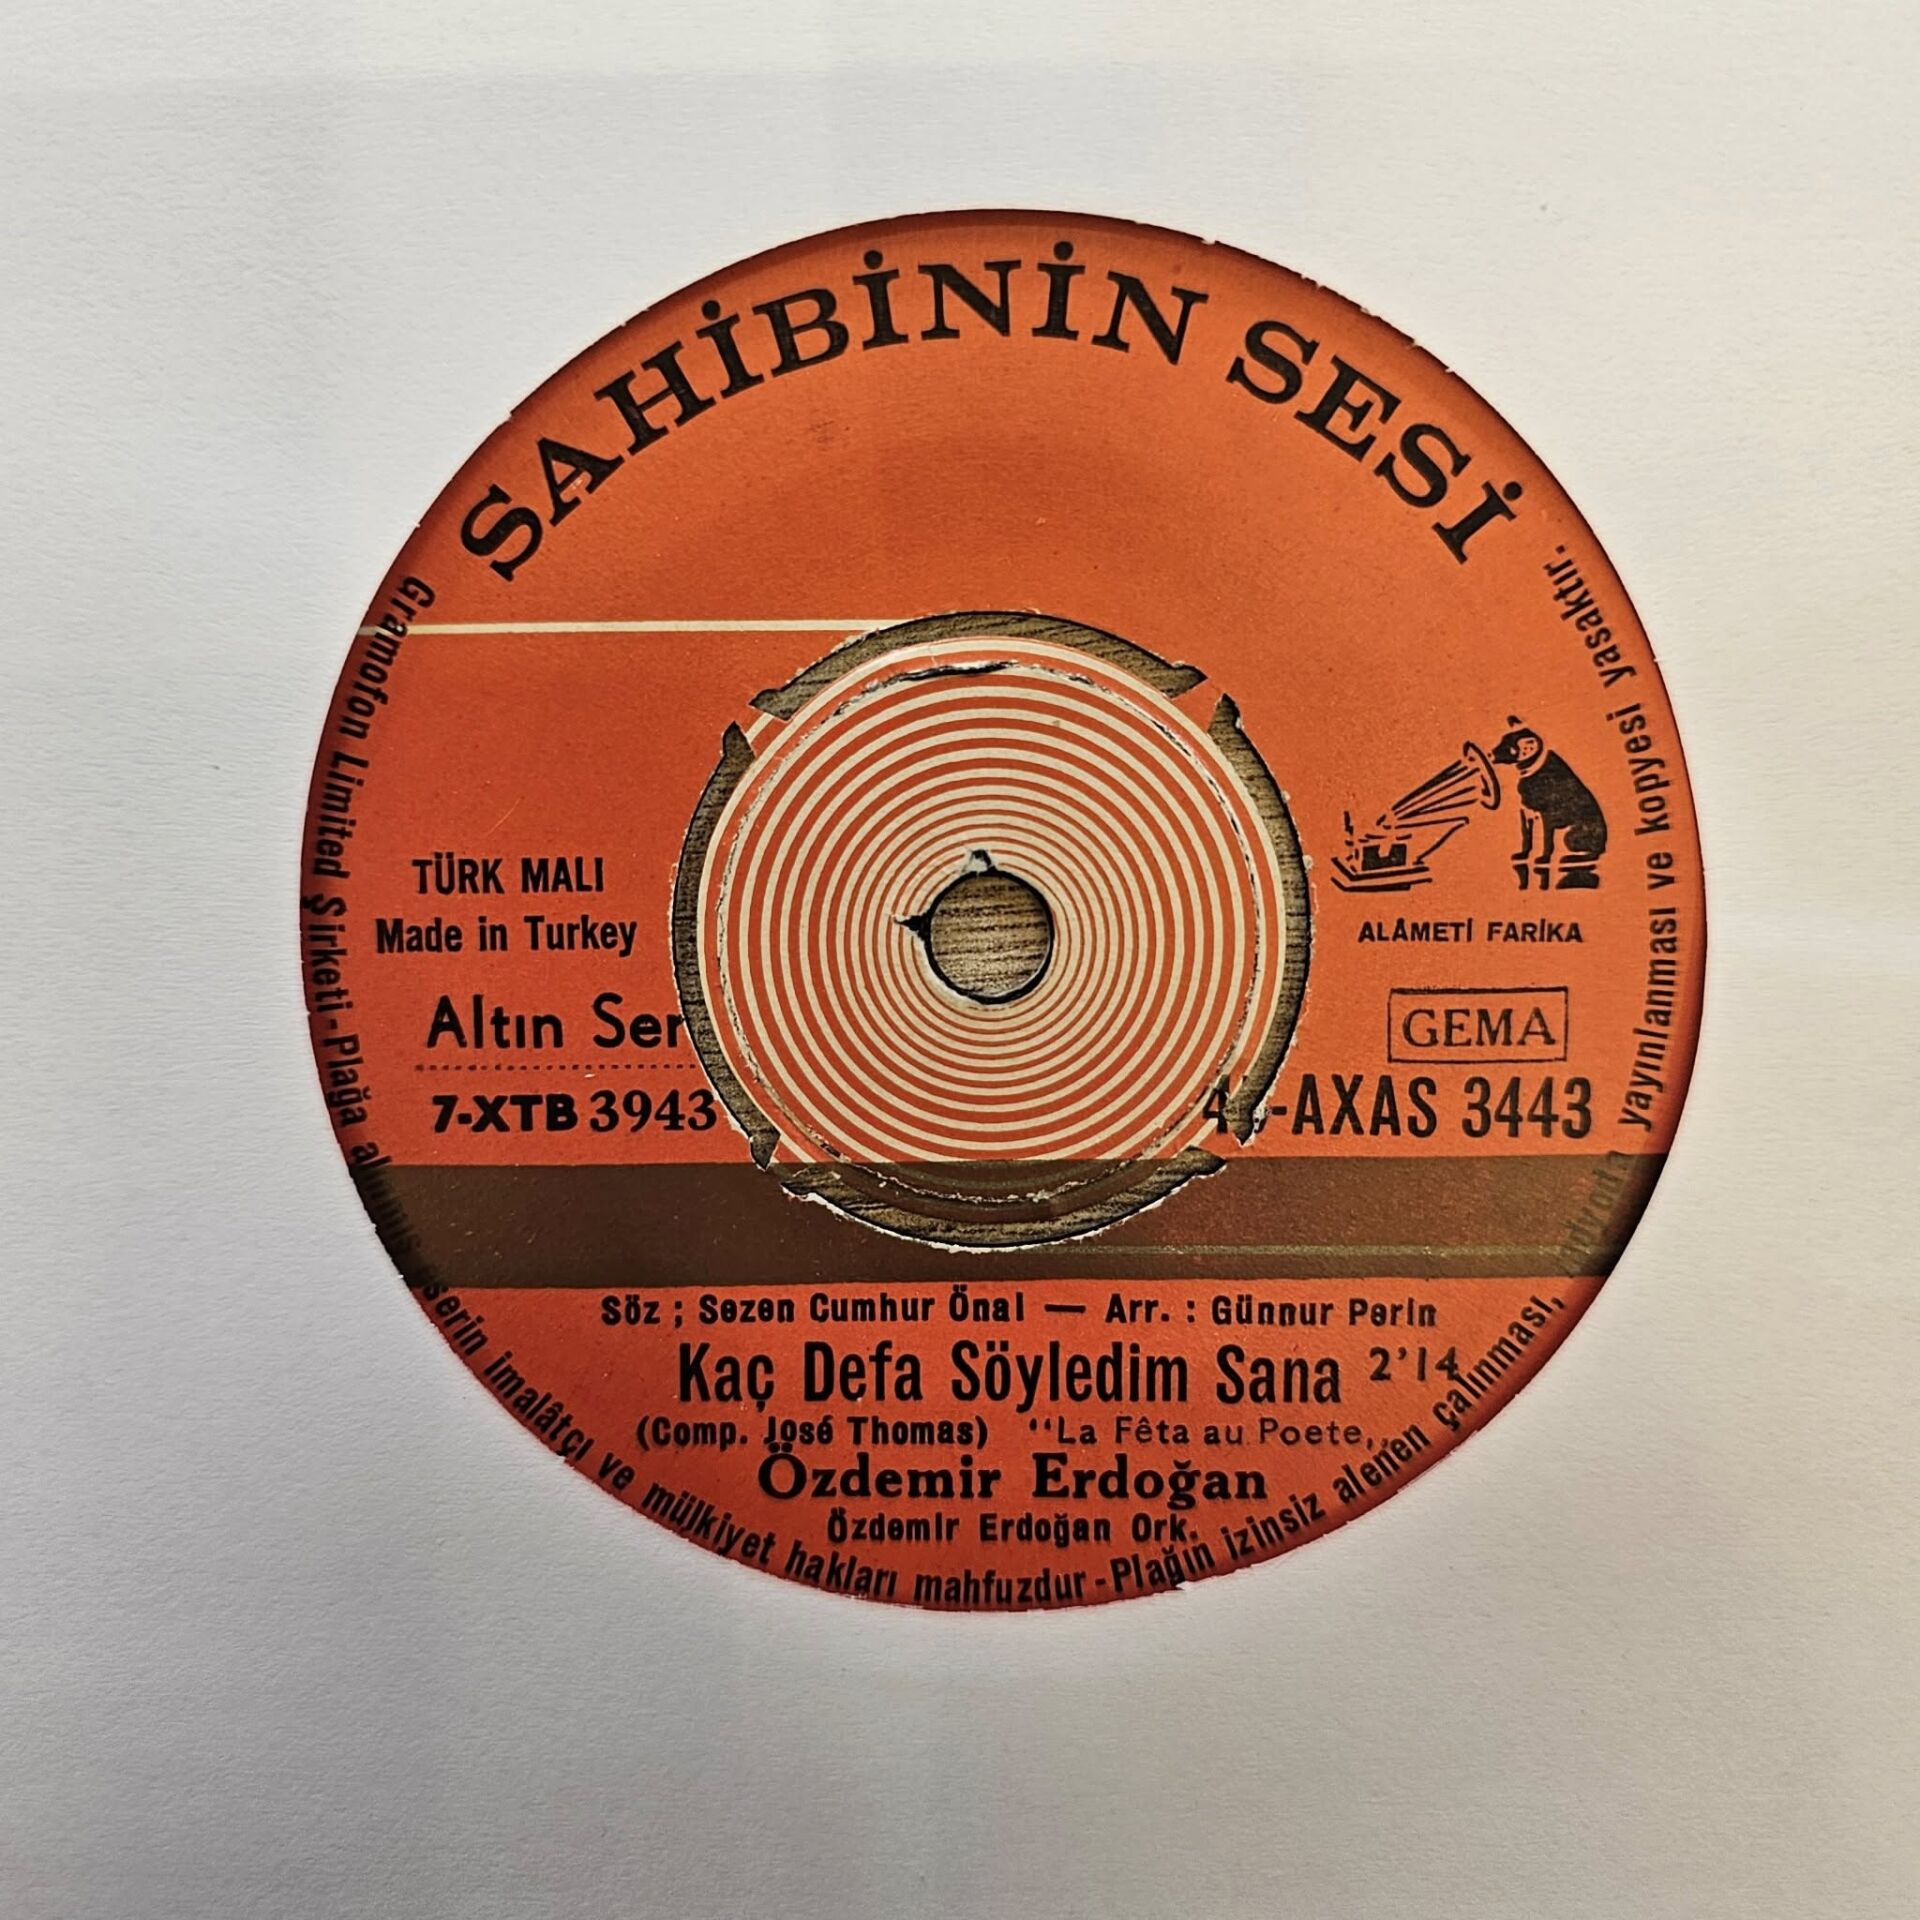 SAHİBİNİN SESİ
TÜRK MALI
Made in Turkey
Altın Ser
7-XTB 3943
ALÂMETİ FARİKA
GEMA
-AXAS 3443
Söz ; Sezen Cumhur Önal — Arr. : Günnur Perin
Kaç Defa Söyledim Sana 2'14
(Comp. José Thomas) "La Fêta au Poete,,
Özdemir Erdoğan
Özdemir Erdoğan Ork.
Gramofon Limited Şirketi - Plağa alınmış eserin imalâtçı ve mülkiyet hakları mahfuzdur - Plağın izinsiz alenen çalınması, radyoda yayınlanması ve kopyesi yasaktır.